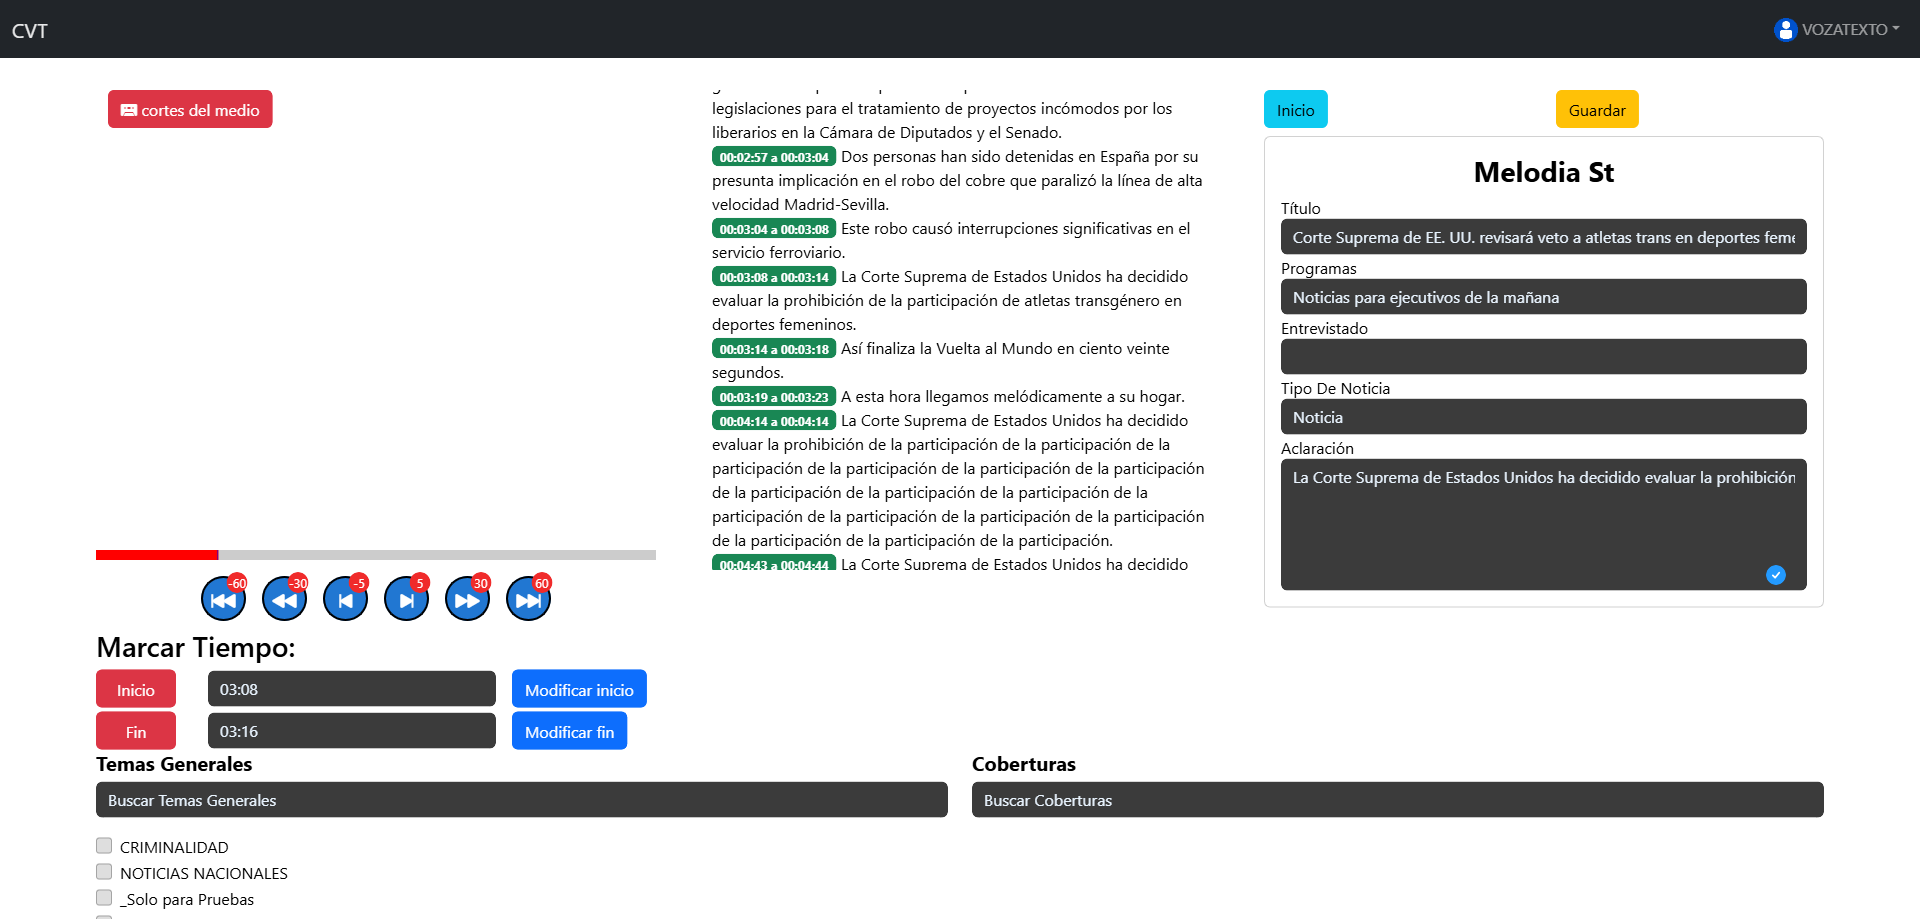 CVT
VOZATEXTO
cortes del medio
legislaciones para el tratamiento de proyectos incómodos por los
liberarios en la Cámara de Diputados y el Senado.
00:02:57 a 00:03:04 Dos personas han sido detenidas en España por su
presunta implicación en el robo del cobre que paralizó la línea de alta
velocidad Madrid-Sevilla.
00:03:04 a 00:03:08 Este robo causó interrupciones significativas en el
servicio ferroviario.
00:03:08 a 00:03:14 La Corte Suprema de Estados Unidos ha decidido
evaluar la prohibición de la participación de atletas transgénero en
deportes femeninos.
00:03:14 a 00:03:18 Así finaliza la Vuelta al Mundo en ciento veinte
segundos.
00:03:19 a 00:03:23 A esta hora llegamos melódicamente a su hogar.
00:04:14 a 00:04:14 La Corte Suprema de Estados Unidos ha decidido
evaluar la prohibición de la participación de la participación de la
participación de la participación de la participación de la participación
de la participación de la participación de la participación de la
participación de la participación de la participación de la participación
de la participación de la participación de la participación.
00:04:43 a 00:04:44 La Corte Suprema de Estados Unidos ha decidido
Inicio
Guardar
Melodia St
Título
Corte Suprema de EE. UU. revisará veto a atletas trans en deportes feme
Programas
Noticias para ejecutivos de la mañana
Entrevistado
Tipo De Noticia
Noticia
Aclaración
La Corte Suprema de Estados Unidos ha decidido evaluar la prohibición
-60
-30
-5
5
30
60
Marcar Tiempo:
Inicio
03:08
Modificar inicio
Fin
03:16
Modificar fin
Temas Generales
Buscar Temas Generales
CRIMINALIDAD
NOTICIAS NACIONALES
_Solo para Pruebas
Coberturas
Buscar Coberturas